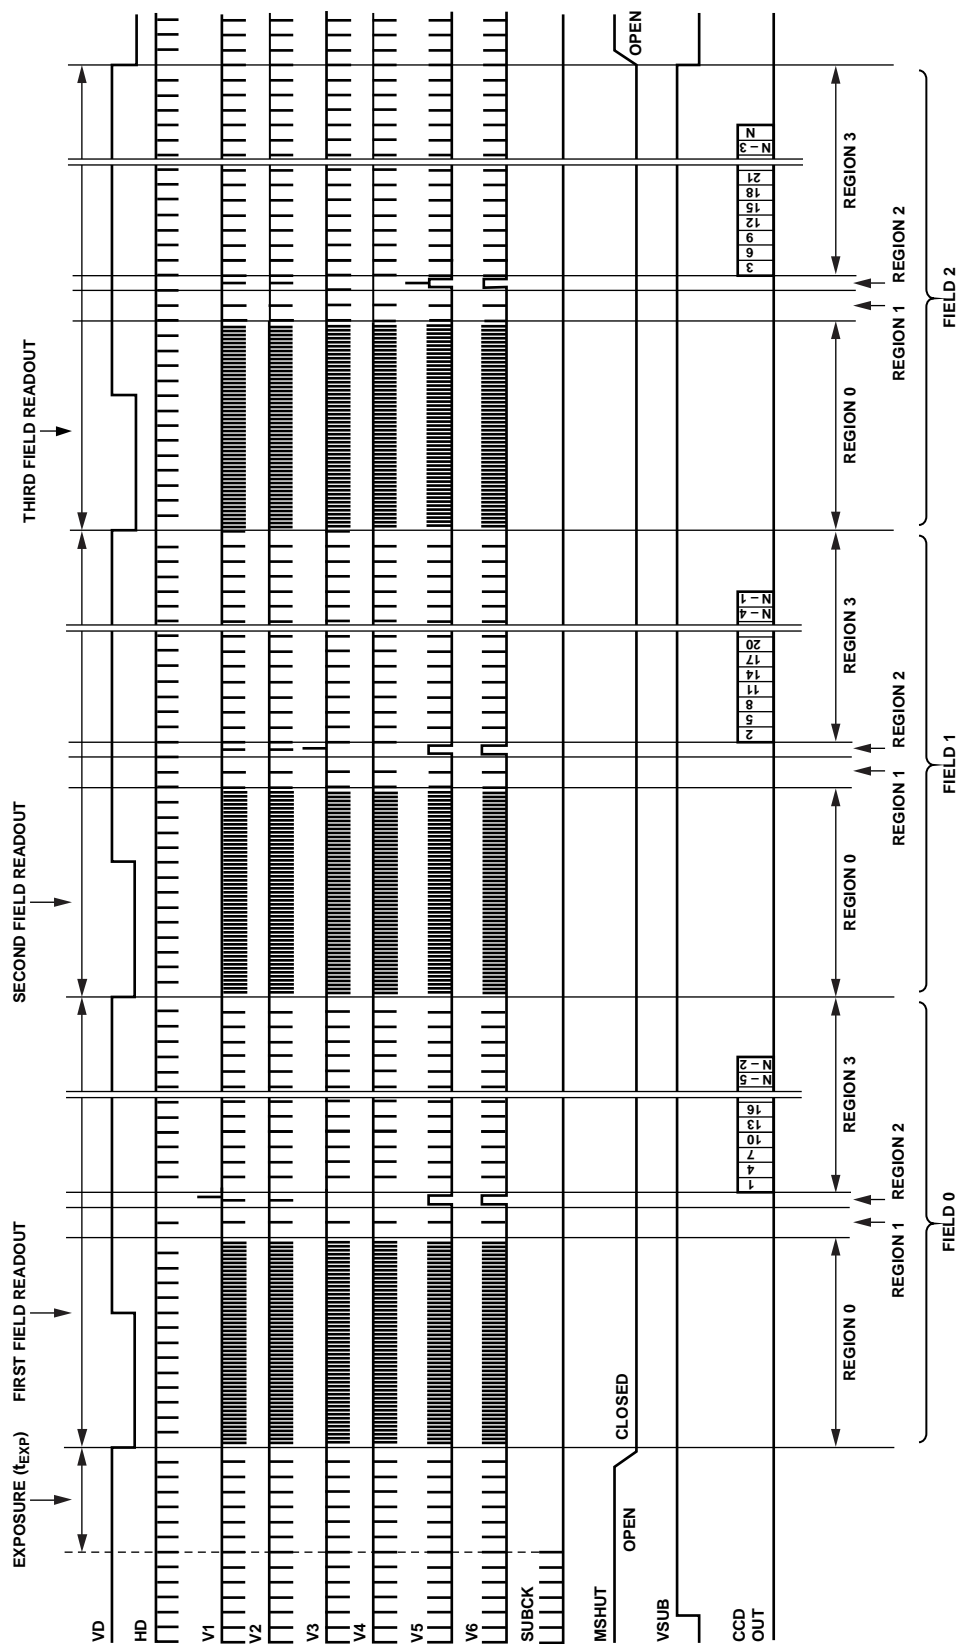 EXPOSURE (tEXP)
FIRST FIELD READOUT
SECOND FIELD READOUT
THIRD FIELD READOUT
VD
HD
V1
V2
V3
V4
V5
V6
SUBCK
MSHUT
OPEN
CLOSED
OPEN
VSUB
CCD
OUT
1
4
7
10
13
16
N – 5
N – 2
2
5
8
11
14
17
20
N – 4
N – 1
3
6
9
12
15
18
21
N – 3
N
REGION 0
REGION 3
REGION 0
REGION 3
REGION 0
REGION 3
REGION 1
REGION 2
REGION 1
REGION 2
REGION 1
REGION 2
FIELD 0
FIELD 1
FIELD 2